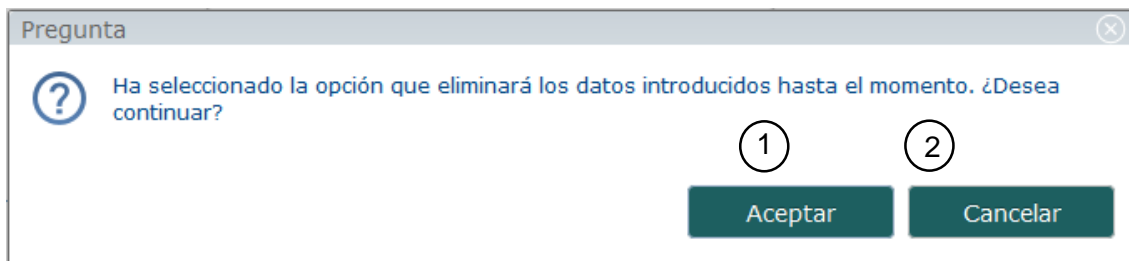 Pregunta
Ha seleccionado la opción que eliminará los datos introducidos hasta el momento. ¿Desea
continuar?
1 2
Aceptar Cancelar